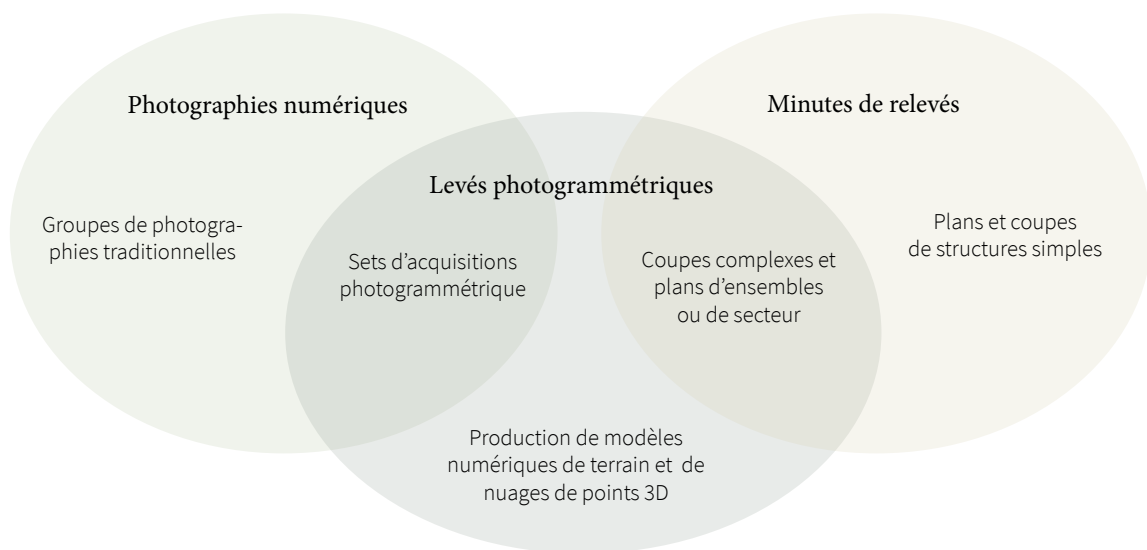 Photographies numériques
Minutes de relevés
Levés photogrammétriques
Groupes de photogra-
phies traditionnelles
Sets d'acquisitions
photogrammétrique
Coupes complexes et
plans d'ensembles
ou de secteur
Plans et coupes
de structures simples
Production de modèles
numériques de terrain et de
nuages de points 3D